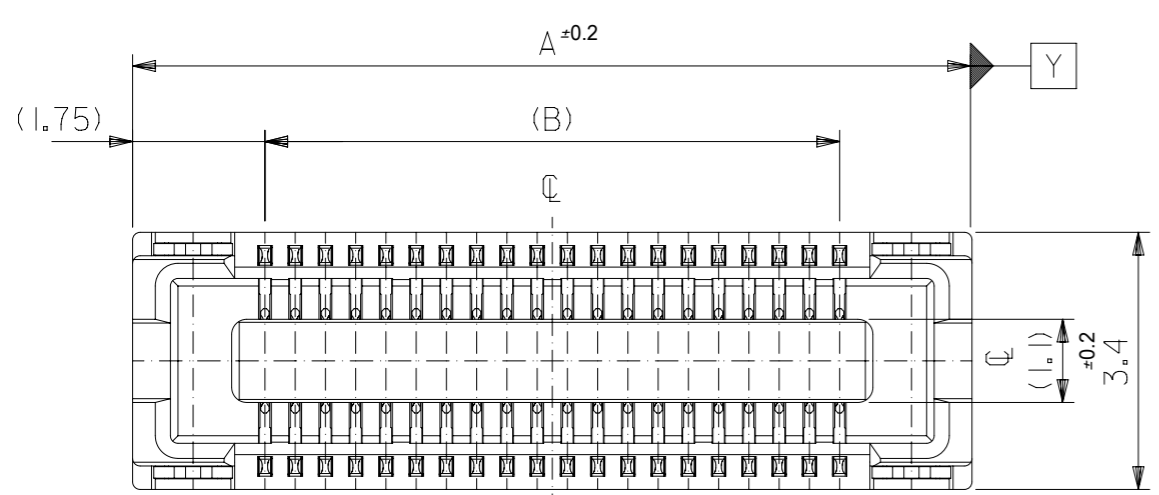 A ±0.2
Y
(1.75)
(B)
℄
℄
(1.1)
3.4 ±0.2